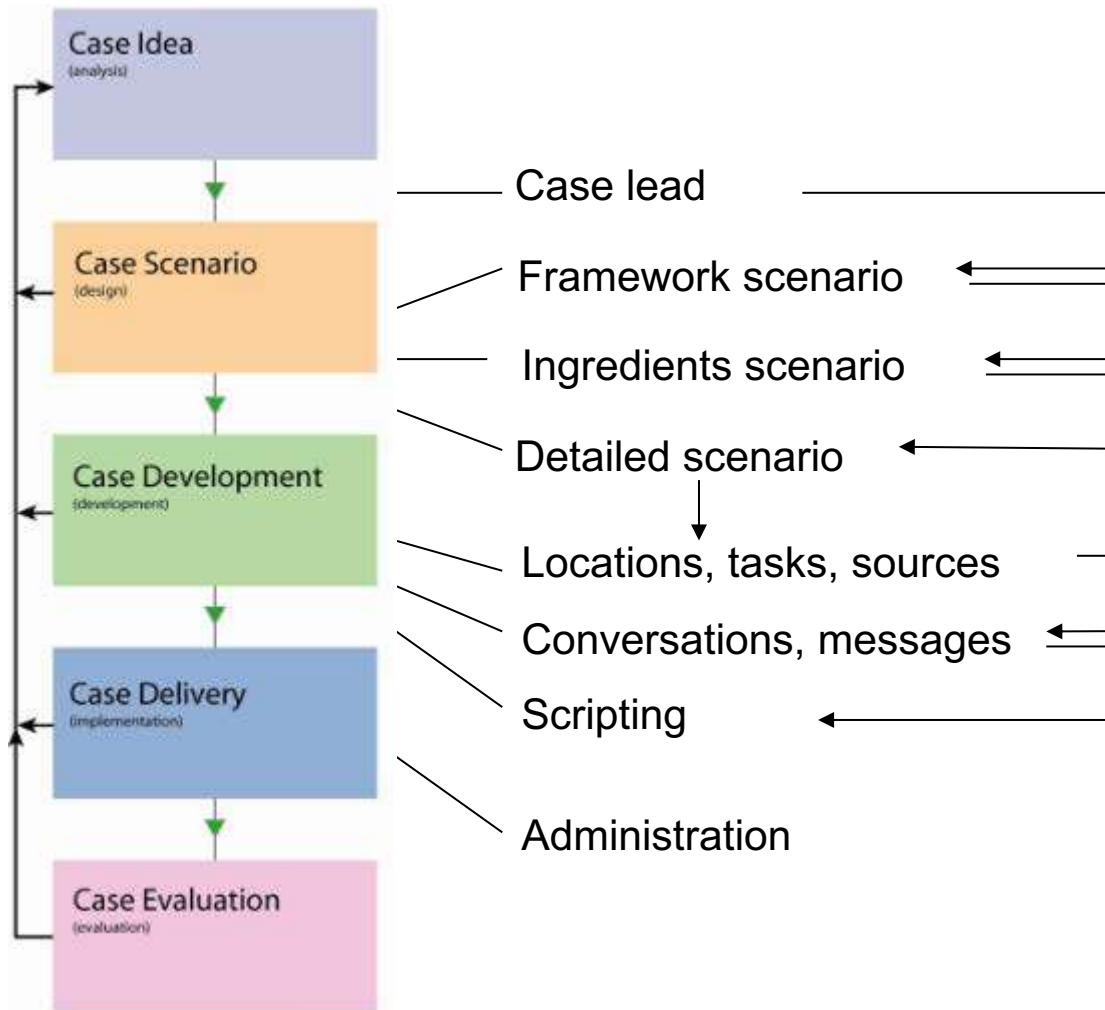 Case Idea
(analysis)
Case Scenario
(design)
Case Development
(development)
Case Delivery
(implementation)
Case Evaluation
(evaluation)
Case lead
Framework scenario
Ingredients scenario
Detailed scenario
Locations, tasks, sources
Conversations, messages
Scripting
Administration